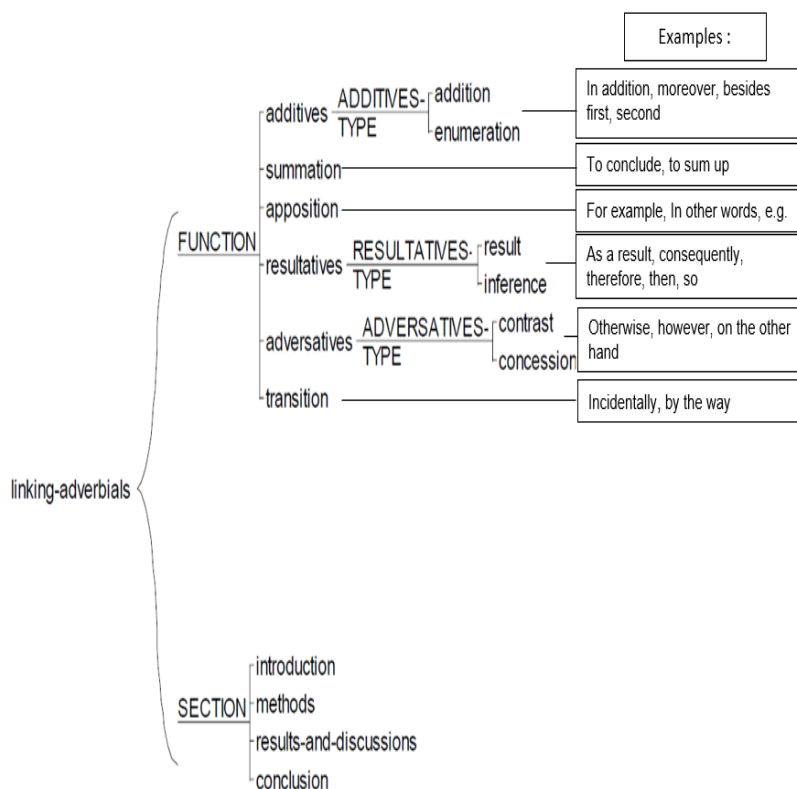 Examples :
additives
ADDITIVES-
TYPE
addition
enumeration
In addition, moreover, besides
first, second
summation
To conclude, to sum up
apposition
For example, In other words, e.g.
FUNCTION
resultatives
RESULTATIVES-
TYPE
result
inference
As a result, consequently,
therefore, then, so
adversatives
ADVERSATIVES-
TYPE
contrast
concession
Otherwise, however, on the other
hand
transition
Incidentally, by the way
linking-adverbials
SECTION
introduction
methods
results-and-discussions
conclusion